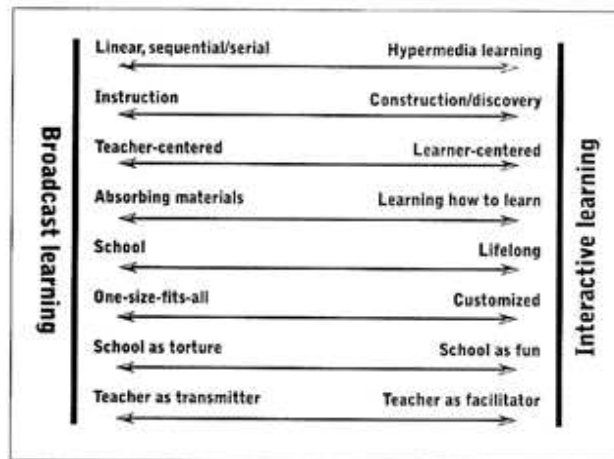 Broadcast learning
Linear, sequential/serial Hypermedia learning
Instruction Construction/discovery
Teacher-centered Learner-centered
Absorbing materials Learning how to learn
School Lifelong
One-size-fits-all Customized
School as torture School as fun
Teacher as transmitter Teacher as facilitator
Interactive learning